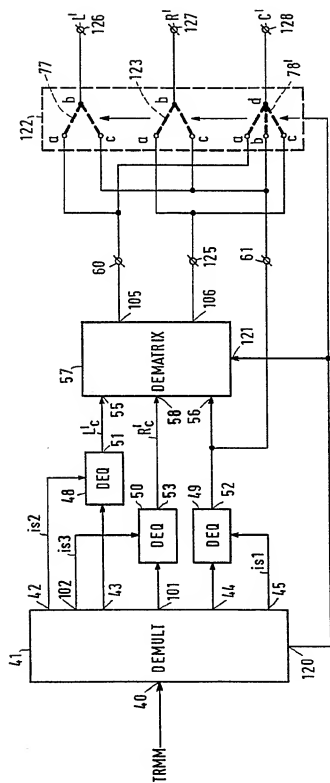 TRMM
40
41
DEMULT
120
42
102
43
101
44
45
is2
is3
is1
48
DEQ
51
50
DEQ
53
49
DEQ
52
L'c
R'c
55
58
56
57
DEMATRIX
105
106
121
60
125
61
122
77
a
b
c
123
a
b
c
78'
a
b
c
d
L'
126
R'
127
C'
128